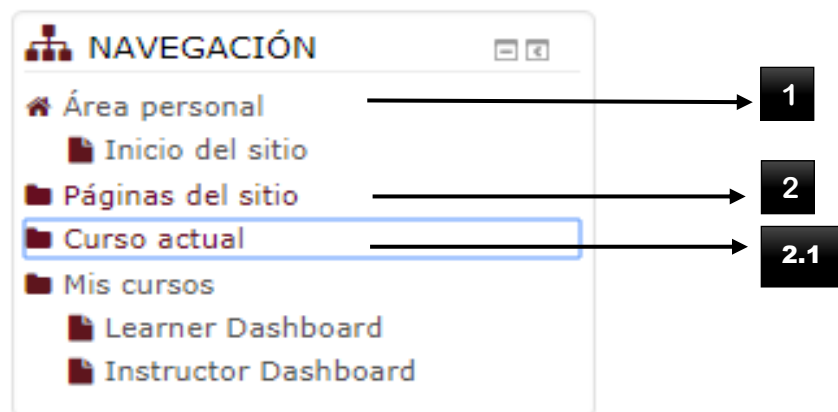 NAVEGACIÓN
Área personal 1
Inicio del sitio
Páginas del sitio 2
Curso actual 2.1
Mis cursos
Learner Dashboard
Instructor Dashboard